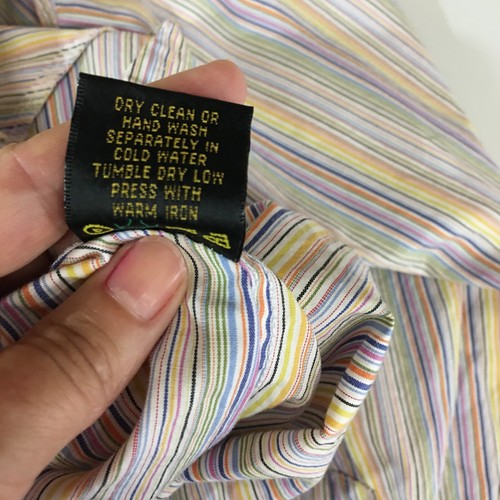 DRY CLEAN OR
HAND WASH
SEPARATELY IN
COLD WATER
TUMBLE DRY LOW
PRESS WITH
WARM IRON